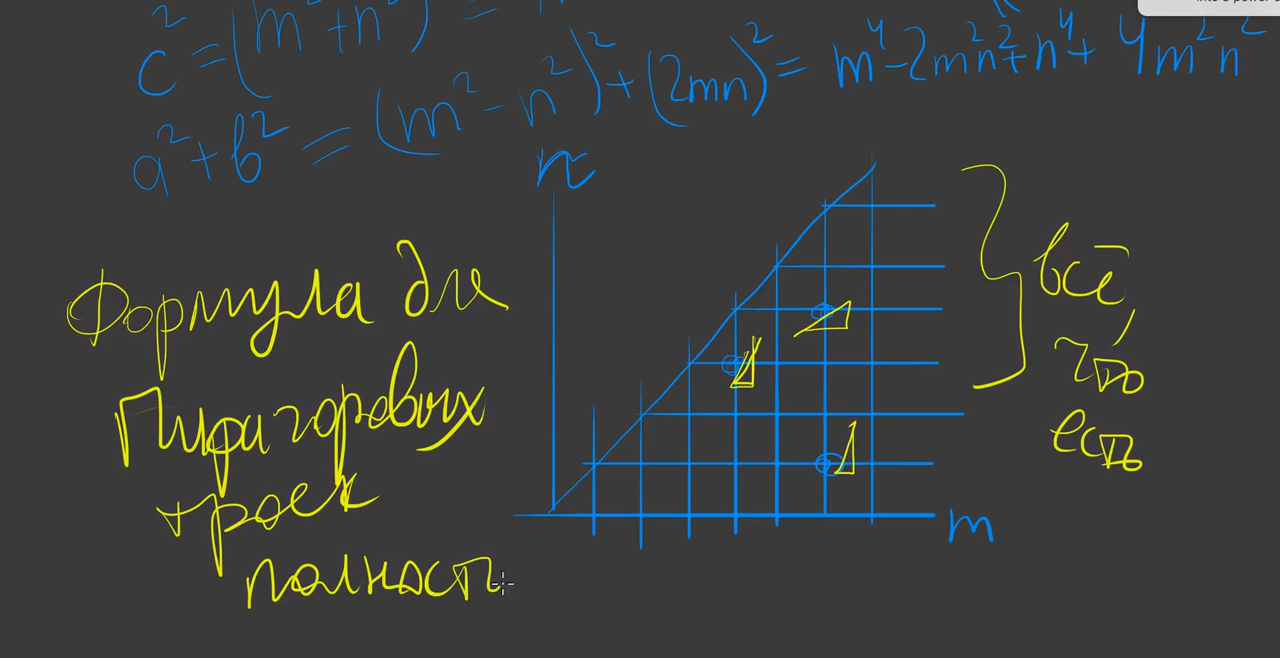 c² = (m² + n²)² =
a² + b² = (m² - n²)² + (2mn)² = m⁴ - 2m²n² + n⁴ + 4m²n²
n
Формула для
Пифагоровых
троек
полност
всё,
что
есть
m